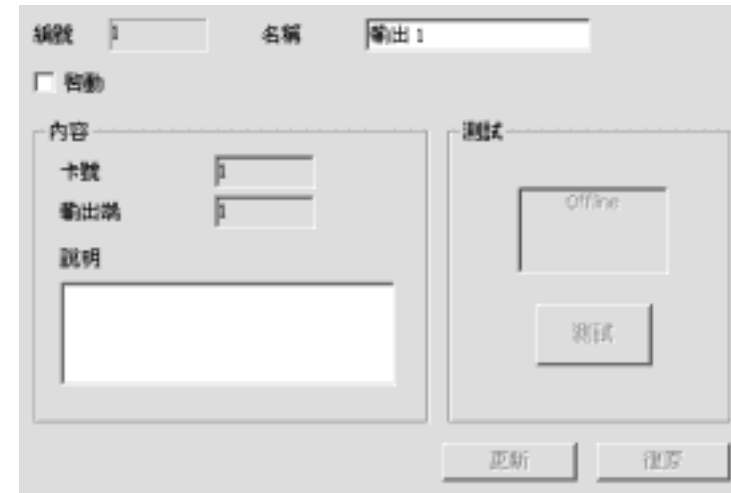 編號 1 名稱 輸出 1
啓動
內容
測試
卡號 1
輸出端 1
Offline
說明
測試
更新 復原